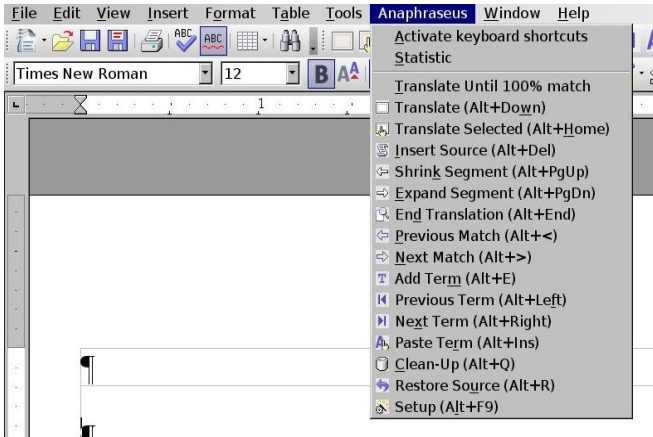 File Edit View Insert Format Table Tools Anaphraseus Window Help
ABC ABC
Times New Roman 12 B A
1
Activate keyboard shortcuts
Statistic
Translate Until 100% match
Translate (Alt+Down)
Translate Selected (Alt+Home)
Insert Source (Alt+Del)
Shrink Segment (Alt+PgUp)
Expand Segment (Alt+PgDn)
End Translation (Alt+End)
Previous Match (Alt+<)
Next Match (Alt+>)
Add Term (Alt+E)
Previous Term (Alt+Left)
Next Term (Alt+Right)
Paste Term (Alt+Ins)
Clean-Up (Alt+Q)
Restore Source (Alt+R)
Setup (Alt+F9)
¶
¶